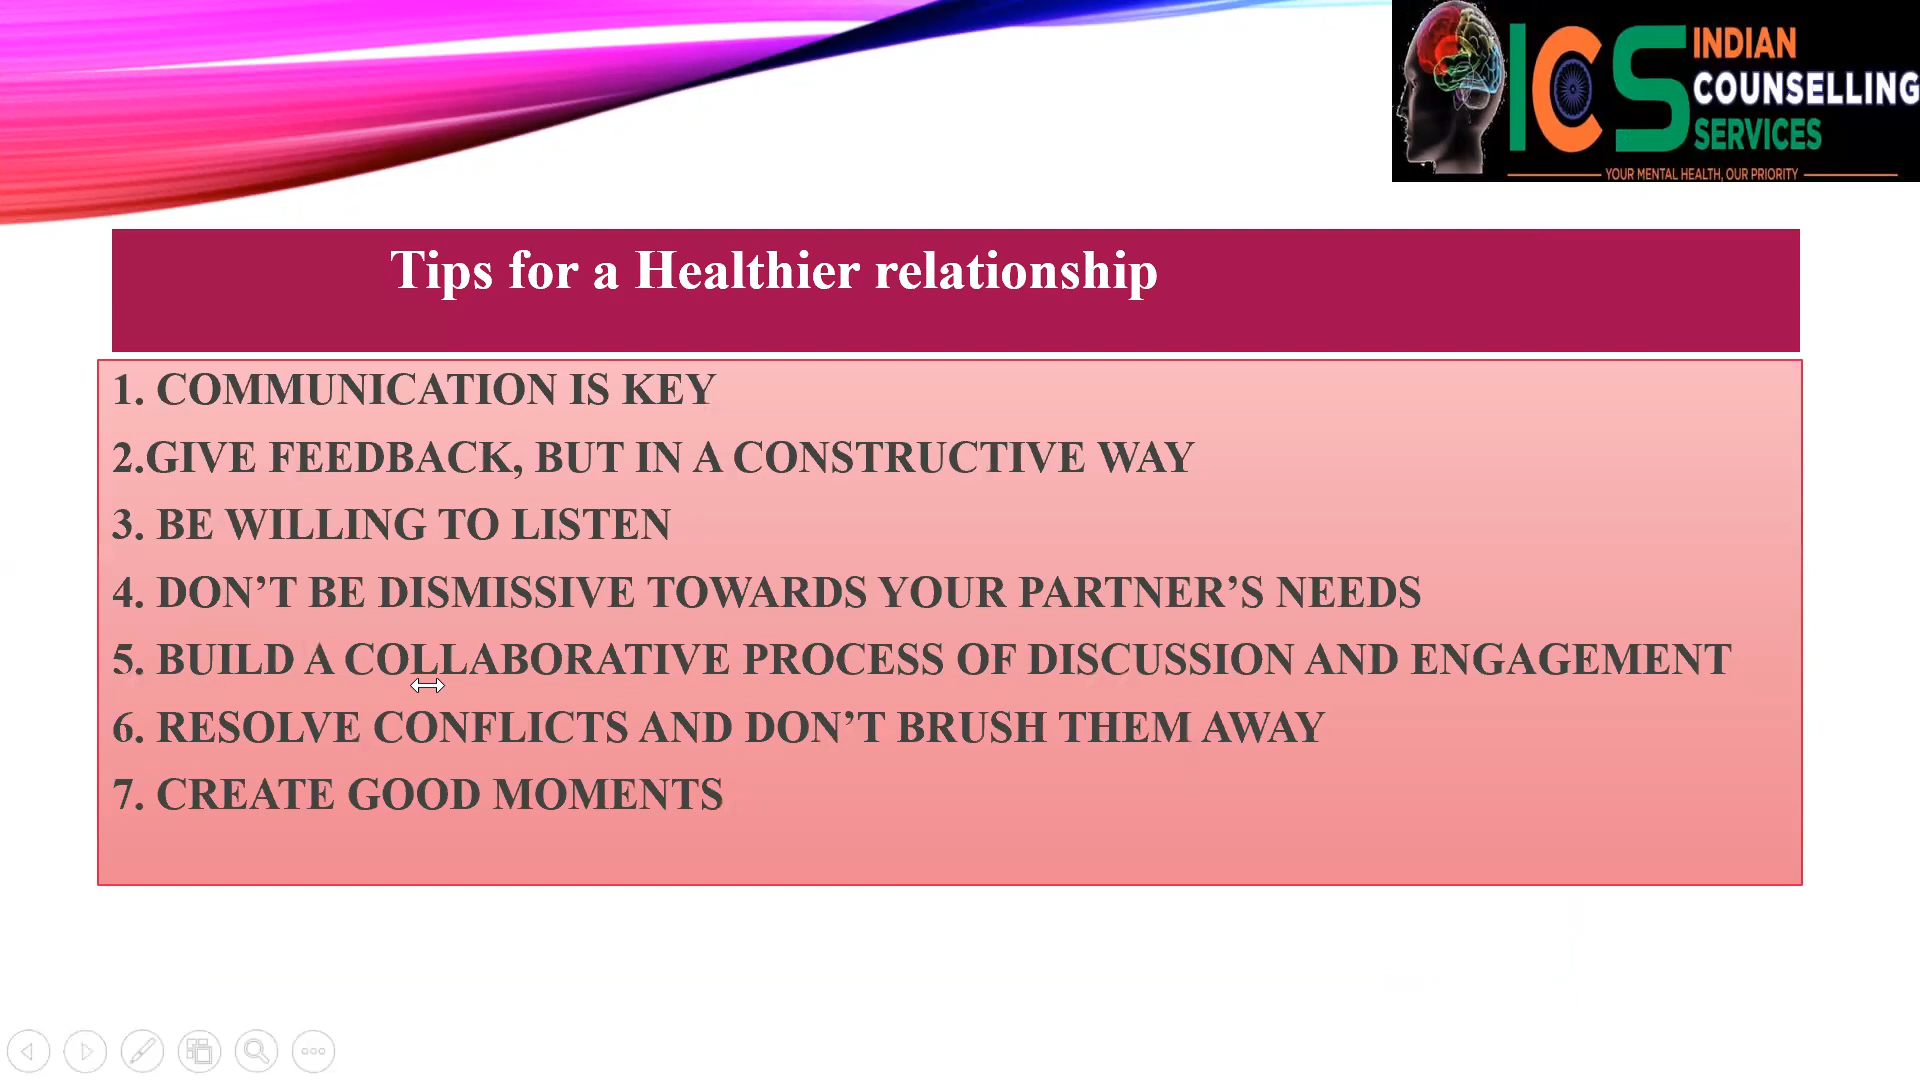 ICS INDIAN
COUNSELLING
SERVICES
YOUR MENTAL HEALTH, OUR PRIORITY
Tips for a Healthier relationship
1. COMMUNICATION IS KEY
2.GIVE FEEDBACK, BUT IN A CONSTRUCTIVE WAY
3. BE WILLING TO LISTEN
4. DON’T BE DISMISSIVE TOWARDS YOUR PARTNER’S NEEDS
5. BUILD A COLLABORATIVE PROCESS OF DISCUSSION AND ENGAGEMENT
6. RESOLVE CONFLICTS AND DON’T BRUSH THEM AWAY
7. CREATE GOOD MOMENTS